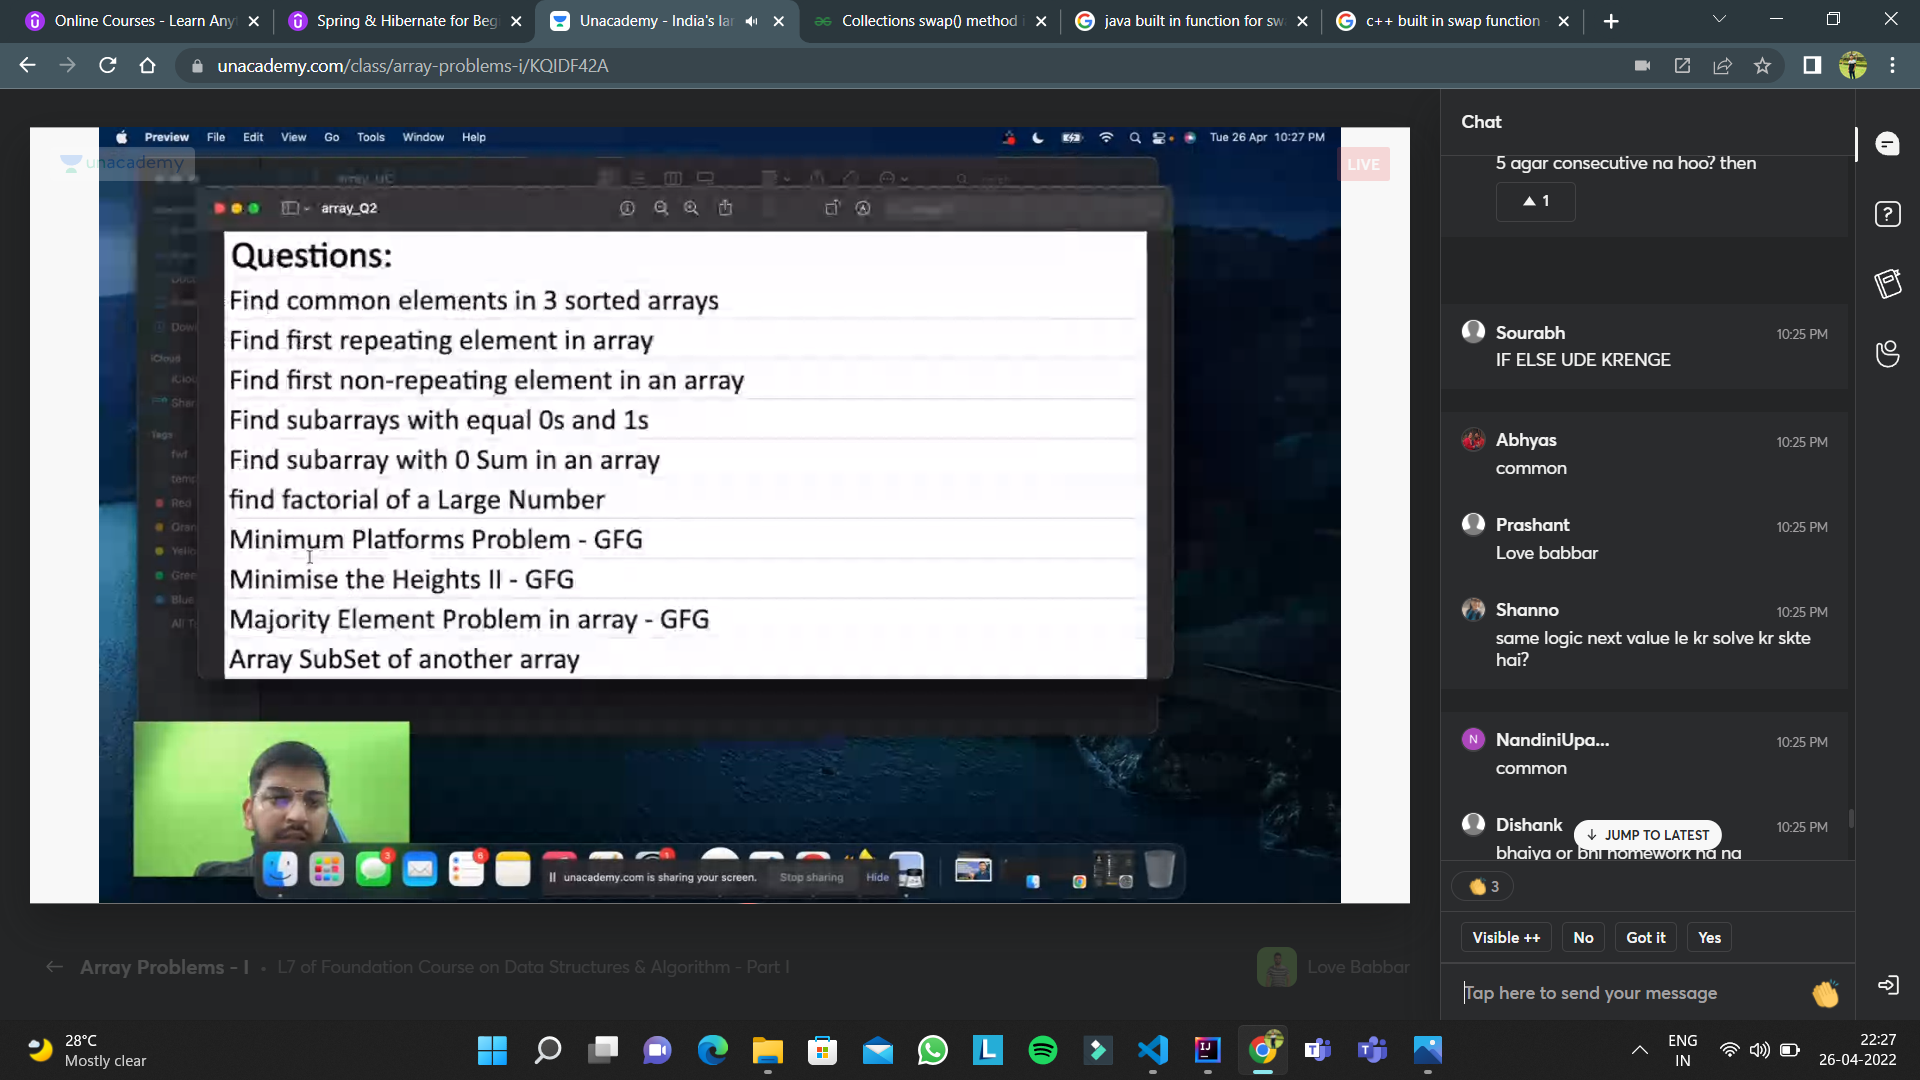 Online Courses - Learn Any
Spring & Hibernate for Beg
Unacademy - India's lar
Collections swap() method i
java built in function for sw
c++ built in swap function -
unacademy.com/class/array-problems-i/KQIDF42A
Preview File Edit View Go Tools Window Help
Tue 26 Apr 10:27 PM
unacademy
LIVE
array_Q2
Questions:
Find common elements in 3 sorted arrays
Find first repeating element in array
Find first non-repeating element in an array
Find subarrays with equal 0s and 1s
Find subarray with 0 Sum in an array
find factorial of a Large Number
Minimum Platforms Problem - GFG
Minimise the Heights II - GFG
Majority Element Problem in array - GFG
Array SubSet of another array
iCloud
Tags
Red
Blue
3
6
1
unacademy.com is sharing your screen.
Stop sharing
Hide
Array Problems - I • L7 of Foundation Course on Data Structures & Algorithm - Part I
Love Babbar
Chat
5 agar consecutive na hoo? then
1
Sourabh
10:25 PM
IF ELSE UDE KRENGE
Abhyas
10:25 PM
common
Prashant
10:25 PM
Love babbar
Shanno
10:25 PM
same logic next value le kr solve kr skte
hai?
N
NandiniUpa...
10:25 PM
common
Dishank
10:25 PM
JUMP TO LATEST
bhaiya or bhi homework na na
3
Visible ++
No
Got it
Yes
Tap here to send your message
28°C
Mostly clear
ENG
IN
22:27
26-04-2022